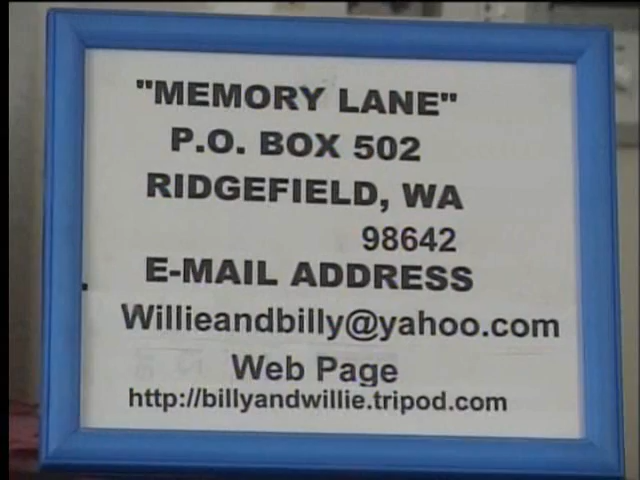 "MEMORY LANE"
P.O. BOX 502
RIDGEFIELD, WA
98642
E-MAIL ADDRESS
Willieandbilly@yahoo.com
Web Page
http://billyandwillie.tripod.com